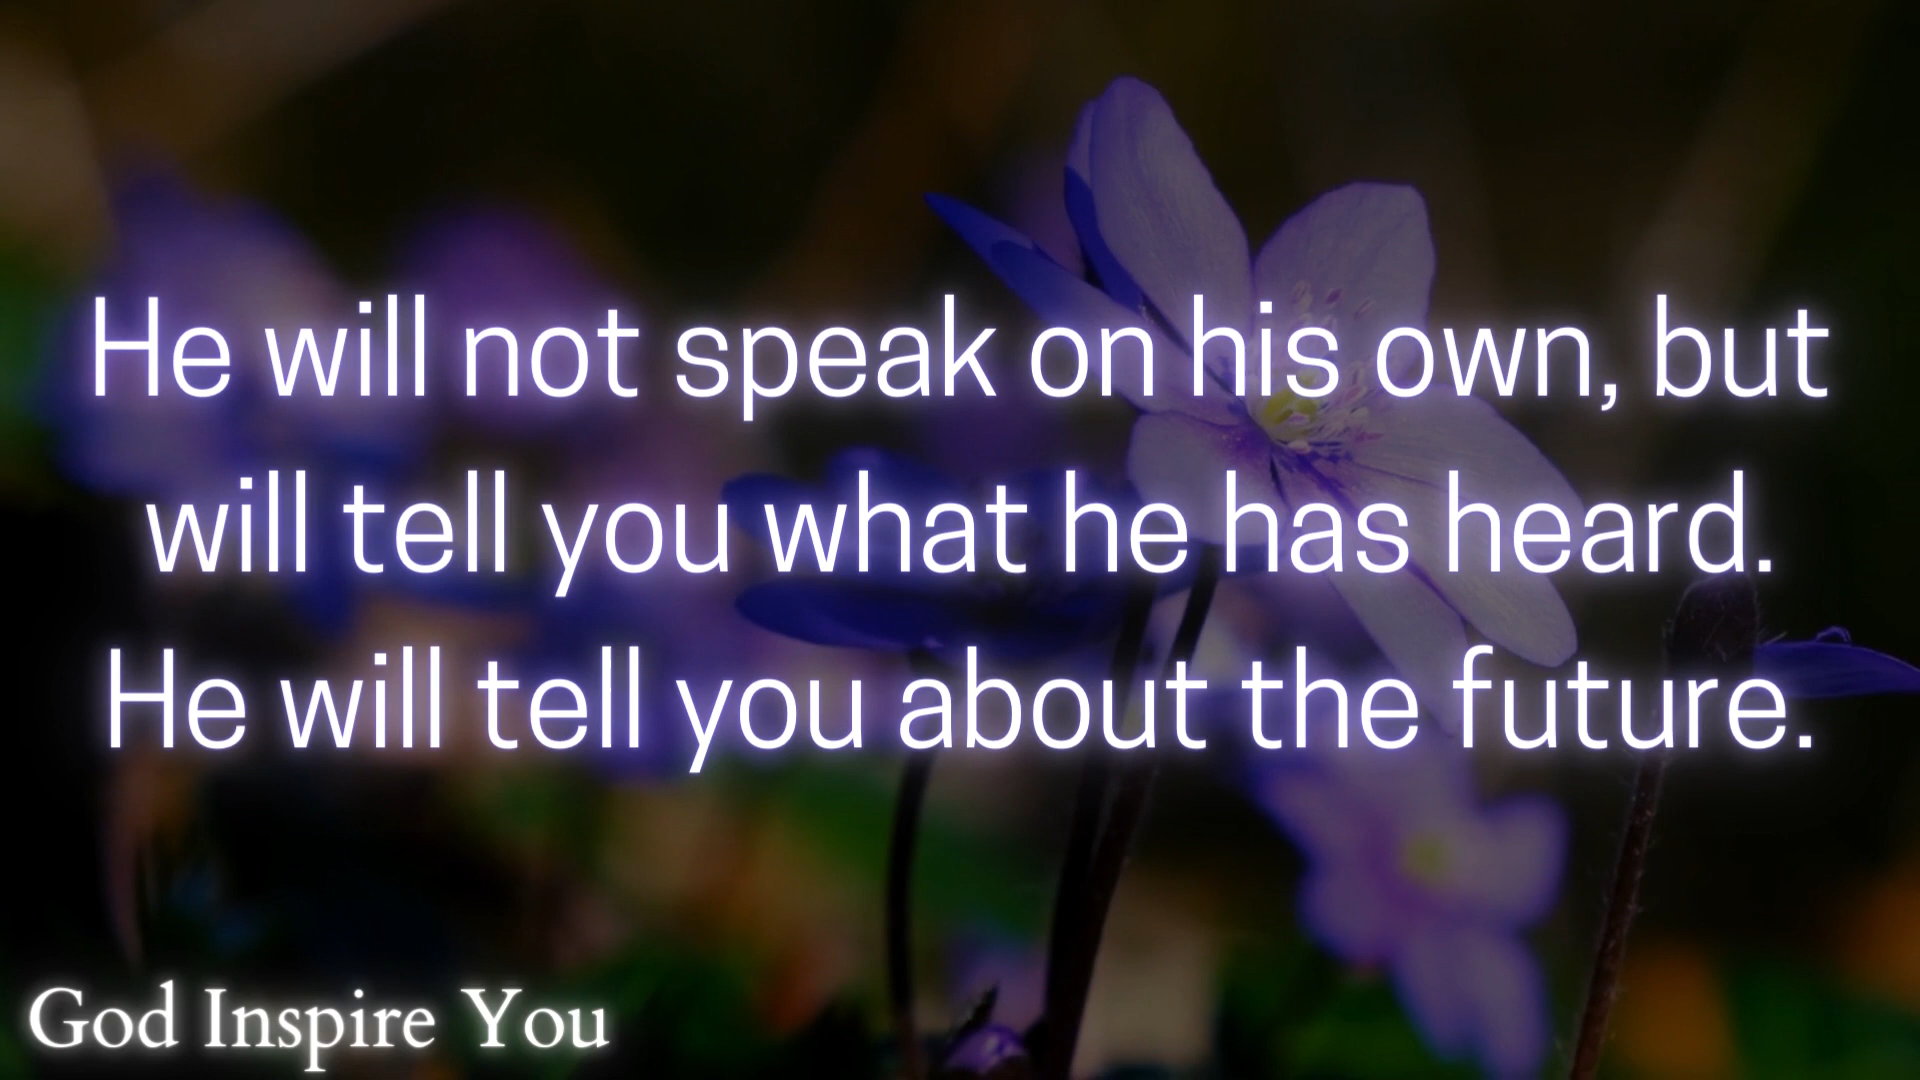 He will not speak on his own, but
will tell you what he has heard.
He will tell you about the future.
God Inspire You